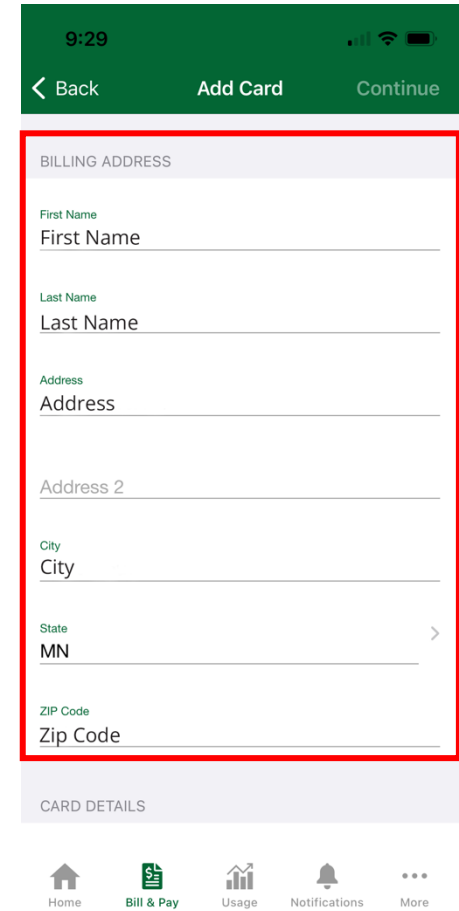 9:29
Back Add Card Continue
BILLING ADDRESS
First Name
First Name
Last Name
Last Name
Address
Address
Address 2
City
City
State
MN
ZIP Code
Zip Code
CARD DETAILS
Home Bill & Pay Usage Notifications More